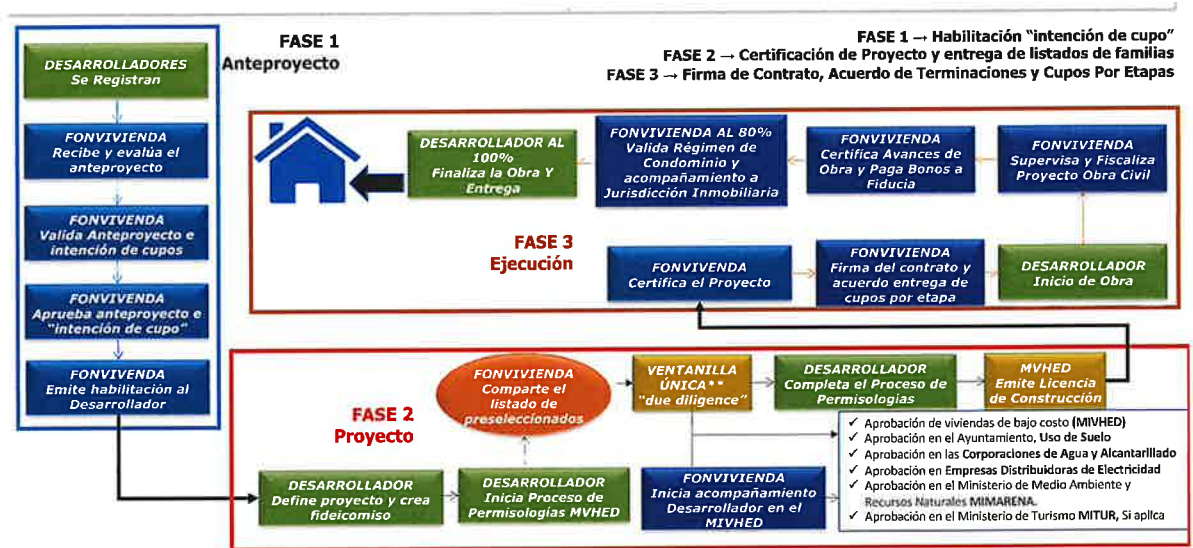 FASE 1
Anteproyecto
FASE 1 → Habilitación "intención de cupo"
FASE 2 → Certificación de Proyecto y entrega de listados de familias
FASE 3 → Firma de Contrato, Acuerdo de Terminaciones y Cupos Por Etapas
DESARROLLADORES
Se Registran
FONVIVIENDA
Recibe y evalúa el
anteproyecto
FONVIVENDA
Valida Anteproyecto e
intención de cupos
FONVIVENDA
Aprueba anteproyecto e
"intención de cupo"
FONVIVENDA
Emite habilitación al
Desarrollador
FASE 2
Proyecto
DESARROLLADOR
Define proyecto y crea
fideicomiso
DESARROLLADOR
Inicia Proceso de
Permisologías MVHED
FONVIVIENDA
Comparte el
listado de
preseleccionados
VENTANILLA
ÚNICA**
"due diligence"
DESARROLLADOR
Completa el Proceso de
Permisologías
MVHED
Emite Licencia
de Construcción
FONVIVIENDA
Inicia acompañamiento
Desarrollador en el
MIVHED
✓ Aprobación de viviendas de bajo costo (MIVHED)
✓ Aprobación en el Ayuntamiento, Uso de Suelo
✓ Aprobación en las Corporaciones de Agua y Alcantarillado
✓ Aprobación en Empresas Distribuidoras de Electricidad
✓ Aprobación en el Ministerio de Medio Ambiente y
Recursos Naturales MIMARENA.
✓ Aprobación en el Ministerio de Turismo MITUR, Si aplica
FASE 3
Ejecución
FONVIVENDA
Certifica el Proyecto
FONVIVIENDA
Firma del contrato y
acuerdo entrega de
cupos por etapa
DESARROLLADOR
Inicio de Obra
FONVIVIENDA
Supervisa y Fiscaliza
Proyecto Obra Civil
FONVIVIENDA
Certifica Avances de
Obra y Paga Bonos a
Fiducia
FONVIVIENDA AL 80%
Valida Régimen de
Condominio y
acompañamiento a
Jurisdicción Inmobiliaria
DESARROLLADOR AL
100%
Finaliza la Obra Y
Entrega